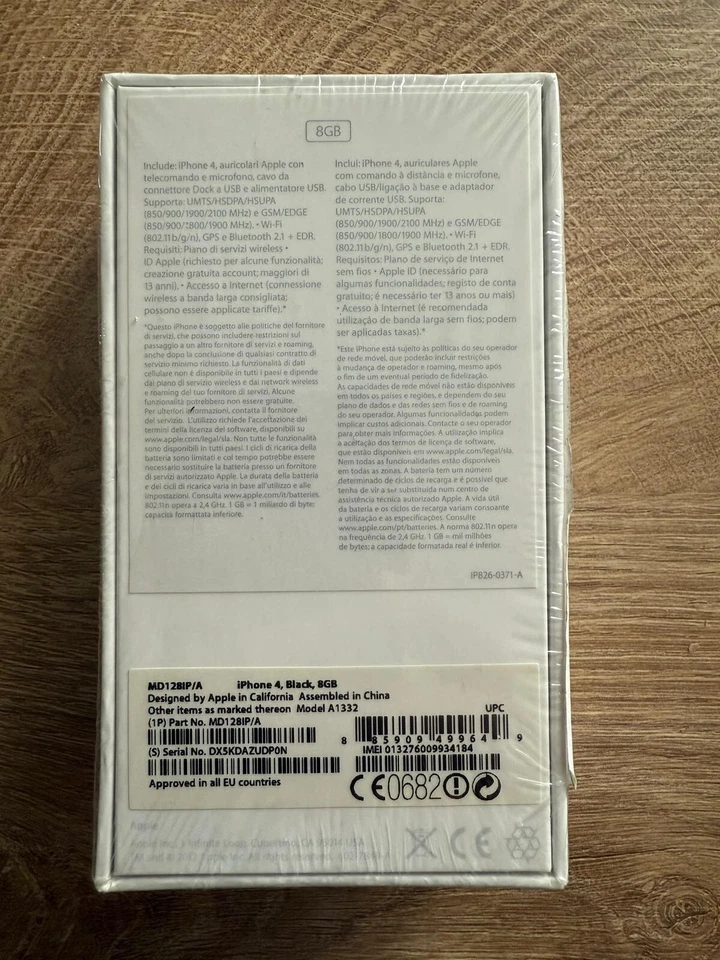 8GB
Include: iPhone 4, auricolari Apple con
telecomando e microfono, cavo da
connettore Dock a USB e alimentatore USB.
Supporta: UMTS/HSDPA/HSUPA
(850/900/1900/2100 MHz) e GSM/EDGE
(850/900/1800/1900 MHz). • Wi-Fi
(802.11b/g/n), GPS e Bluetooth 2.1 + EDR.
Requisiti: Piano di servizi wireless •
ID Apple (richiesto per alcune funzionalità;
creazione gratuita account; maggiori di
13 anni). • Accesso a Internet (connessione
wireless a banda larga consigliata;
possono essere applicate tariffe).*
*Questo iPhone è soggetto alle politiche del fornitore
di servizi, che possono includere restrizioni sul
passaggio a un altro fornitore di servizi e roaming,
anche dopo la conclusione di qualsiasi contratto di
servizio minimo richiesto. La funzionalità di dati
cellulare non è disponibile in tutti i paesi e dipende
dai piano di servizio wireless e dai network wireless
e roaming del tuo fornitore di servizi. Alcune
funzionalità potrebbero non essere gratuite.
Per ulteriori informazioni, contatta il fornitore
del servizio. L'utilizzo richiede l'accettazione dei
termini della licenza del software, disponibili su
www.apple.com/legal/sla. Non tutte le funzionalità
sono disponibili in tutti i paesi. I cicli di ricarica della
batteria sono limitati e col tempo potrebbe essere
necessario sostituire la batteria presso un fornitore
di servizi autorizzato Apple. La durata della batteria
e dei cicli di ricarica varia in base all'utilizzo e alle
impostazioni. Consulta www.apple.com/it/batteries.
802.11n a 2,4 GHz. 1 GB = 1 miliardo di byte;
capacità formattata inferiore.
Inclui: iPhone 4, auriculares Apple
com comando à distância e microfone,
cabo USB/ligação à base e adaptador
de corrente USB. Suporta:
UMTS/HSDPA/HSUPA
(850/900/1900/2100 MHz) e GSM/EDGE
(850/900/1800/1900 MHz). • Wi-Fi
(802.11b/g/n), GPS e Bluetooth 2.1 + EDR.
Requisitos: Plano de serviço de Internet
sem fios • Apple ID (necessário para
algumas funcionalidades; registo de conta
gratuito; é necessário ter 13 anos ou mais)
• Acesso à Internet (é recomendada
utilização de banda larga sem fios; podem
ser aplicadas taxas).*
*Este iPhone está sujeito às políticas do seu operador
de rede móvel, que poderão incluir restrições
à mudança de operador e roaming, mesmo após
o fim de um eventual período de fidelização.
As capacidades de rede móvel não estão disponíveis
em todos os países e regiões, e dependem do seu
plano de dados e das redes sem fios e de roaming
do seu operador. Algumas funcionalidades podem
implicar custos adicionais. Contacte o seu operador
para obter mais informações. A utilização implica
a aceitação dos termos de licença de software,
que estão disponíveis em www.apple.com/legal/sla.
Nem todas as funcionalidades estão disponíveis
em todas as zonas. A bateria tem um número
determinado de ciclos de recarga e é possível que
tenha de vir a ser substituída num centro de
assistência técnica autorizado Apple. A vida útil
da bateria e os ciclos de recarga variam consoante
a utilização e as especificações. Consulte
www.apple.com/pt/batteries. A norma 802.11n opera
na frequência de 2,4 GHz. 1 GB = mil milhões
de bytes; a capacidade formatada real é inferior.
IP826-0371-A
MD128IP/A iPhone 4, Black, 8GB
Designed by Apple in California Assembled in China
Other items as marked thereon Model A1332
(1P) Part No. MD128IP/A
UPC
8 85909 49964 9
(S) Serial No. DX5KDAZUDP0N
IMEI 013276009934184
Approved in all EU countries
CE0682
Apple
Apple Inc., 1 Infinite Loop, Cupertino, CA 95014 USA
TM and © 2012 Apple Inc. All rights reserved.
CE